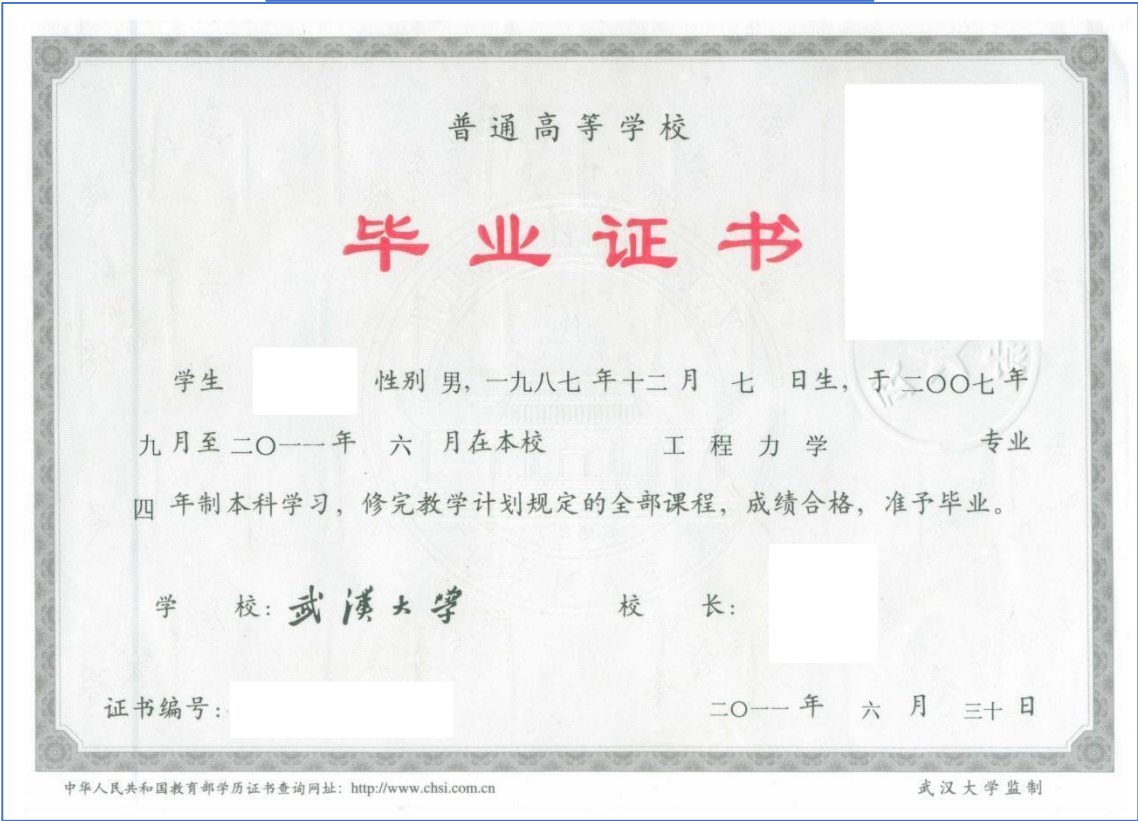 普通高等学校
毕业证书
学生 性别 男, 一九八七 年 十二 月 七 日生, 于 二〇〇七 年
九 月至 二〇一一 年 六 月在本校 工程力学 专业
四 年制本科学习, 修完教学计划规定的全部课程, 成绩合格, 准予毕业。
学 校: 武漢大学 校 长:
证书编号: 二〇一一 年 六 月 三十 日
中华人民共和国教育部学历证书查询网址: http://www.chsi.com.cn 武汉大学监制